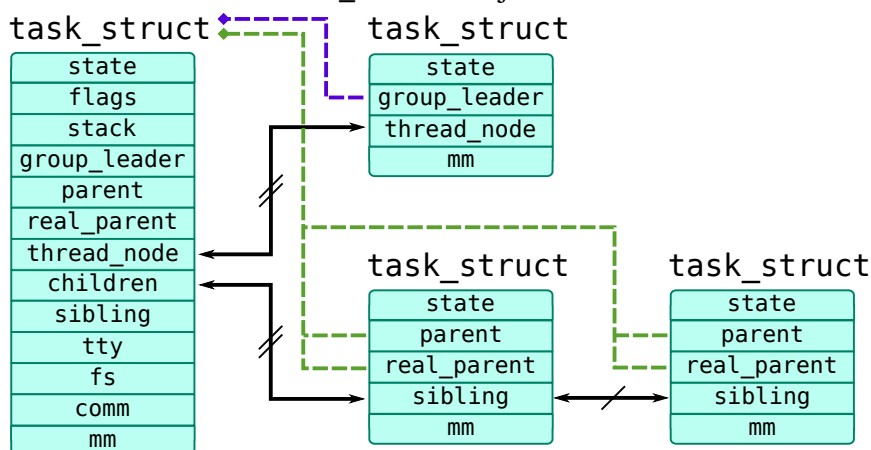 task_struct
state
flags
stack
group_leader
parent
real_parent
thread_node
children
sibling
tty
fs
comm
mm
task_struct
state
group_leader
thread_node
mm
task_struct
state
parent
real_parent
sibling
mm
task_struct
state
parent
real_parent
sibling
mm